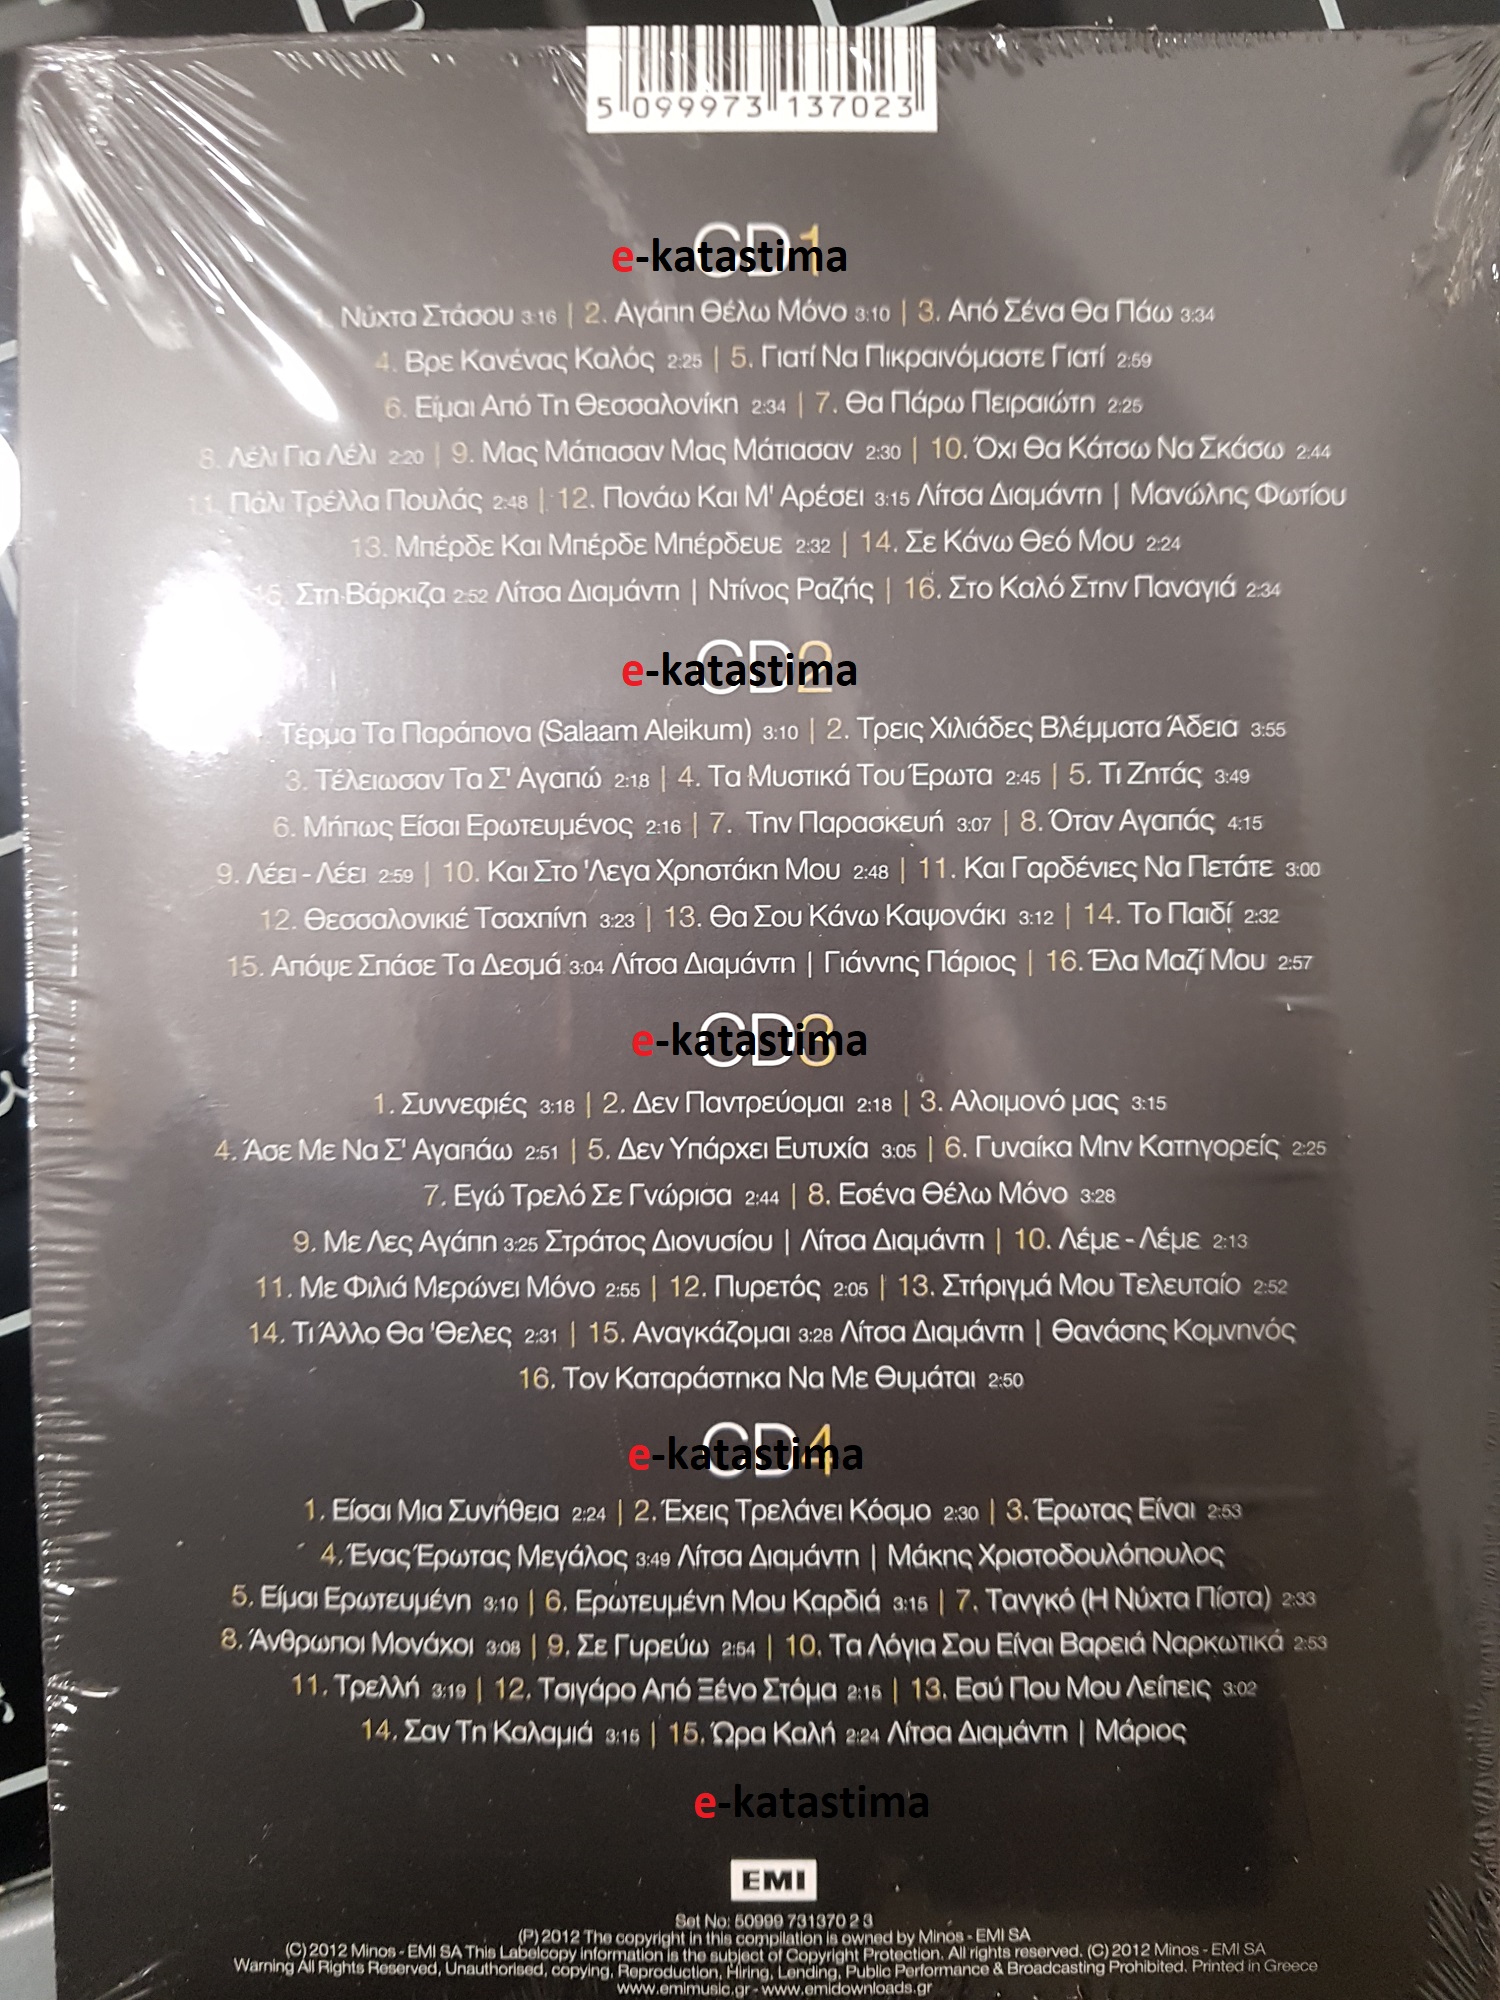 5 099973 137023
CD1
e-katastima
1. Νύχτα Στάσου 3:16 | 2. Αγάπη Θέλω Μόνο 3:10 | 3. Από Σένα Θα Πάω 3:34
4. Βρε Κανένας Καλός 2:25 | 5. Γιατί Να Πικραινόμαστε Γιατί 2:59
6. Είμαι Από Τη Θεσσαλονίκη 2:34 | 7. Θα Πάρω Πειραιώτη 2:25
8. Λέλι Για Λέλι 2:20 | 9. Μας Μάτιασαν Μας Μάτιασαν 2:30 | 10. Όχι Θα Κάτσω Να Σκάσω 2:44
11. Πάλι Τρέλλα Πουλάς 2:48 | 12. Πονάω Και Μ' Αρέσει 3:15 Λίτσα Διαμάντη | Μανώλης Φωτίου
13. Μπέρδε Και Μπέρδε Μπέρδευε 2:32 | 14. Σε Κάνω Θεό Μου 2:24
15. Στη Βάρκιζα 2:52 Λίτσα Διαμάντη | Ντίνος Ραζής | 16. Στο Καλό Στην Παναγιά 2:34
CD2
e-katastima
Τέρμα Τα Παράπονα (Salaam Aleikum) 3:10 | 2. Τρεις Χιλιάδες Βλέμματα Άδεια 3:55
3. Τέλειωσαν Τα Σ' Αγαπώ 2:18 | 4. Τα Μυστικά Του Έρωτα 2:45 | 5. Τι Ζητάς 3:49
6. Μήπως Είσαι Ερωτευμένος 2:16 | 7. Την Παρασκευή 3:07 | 8. Όταν Αγαπάς 4:15
9. Λέει - Λέει 2:59 | 10. Και Στο 'Λεγα Χρηστάκη Μου 2:48 | 11. Και Γαρδένιες Να Πετάτε 3:00
12. Θεσσαλονικιέ Τσαχπίνη 3:23 | 13. Θα Σου Κάνω Καψονάκι 3:12 | 14. Το Παιδί 2:32
15. Απόψε Σπάσε Τα Δεσμά 3:04 Λίτσα Διαμάντη | Γιάννης Πάριος | 16. Έλα Μαζί Μου 2:57
CD3
e-katastima
1. Συννεφιές 3:18 | 2. Δεν Παντρεύομαι 2:18 | 3. Αλοιμονό μας 3:15
4. Άσε Με Να Σ' Αγαπάω 2:51 | 5. Δεν Υπάρχει Ευτυχία 3:05 | 6. Γυναίκα Μην Κατηγορείς 2:25
7. Εγώ Τρελό Σε Γνώρισα 2:44 | 8. Εσένα Θέλω Μόνο 3:28
9. Με Λες Αγάπη 3:25 Στράτος Διονυσίου | Λίτσα Διαμάντη | 10. Λέμε - Λέμε 2:13
11. Με Φιλιά Μερώνει Μόνο 2:55 | 12. Πυρετός 2:05 | 13. Στήριγμά Μου Τελευταίο 2:52
14. Τι Άλλο Θα 'Θελες 2:31 | 15. Αναγκάζομαι 3:28 Λίτσα Διαμάντη | Θανάσης Κομνηνός
16. Τον Καταράστηκα Να Με Θυμάται 2:50
CD4
e-katastima
1. Είσαι Μια Συνήθεια 2:24 | 2. Έχεις Τρελάνει Κόσμο 2:30 | 3. Έρωτας Είναι 2:53
4. Ένας Έρωτας Μεγάλος 3:49 Λίτσα Διαμάντη | Μάκης Χριστοδουλόπουλος
5. Είμαι Ερωτευμένη 3:10 | 6. Ερωτευμένη Μου Καρδιά 3:15 | 7. Τανγκό (Η Νύχτα Πίστα) 2:33
8. Άνθρωποι Μονάχοι 3:08 | 9. Σε Γυρεύω 2:54 | 10. Τα Λόγια Σου Είναι Βαρειά Ναρκωτικά 2:53
11. Τρελλή 3:19 | 12. Τσιγάρο Από Ξένο Στόμα 2:15 | 13. Εσύ Που Μου Λείπεις 3:02
14. Σαν Τη Καλαμιά 3:15 | 15. Ώρα Καλή 2:24 Λίτσα Διαμάντη | Μάριος
e-katastima
EMI
Set No: 50999 731370 2 3
(P) 2012 The copyright in this compilation is owned by Minos - EMI SA
(C) 2012 Minos - EMI SA This Labelcopy information is the subject of Copyright Protection. All rights reserved. (C) 2012 Minos - EMI SA
Warning All Rights Reserved, Unauthorised, copying, Reproduction, Hiring, Lending, Public Performance & Broadcasting Prohibited. Printed in Greece
www.emimusic.gr - www.emidownloads.gr